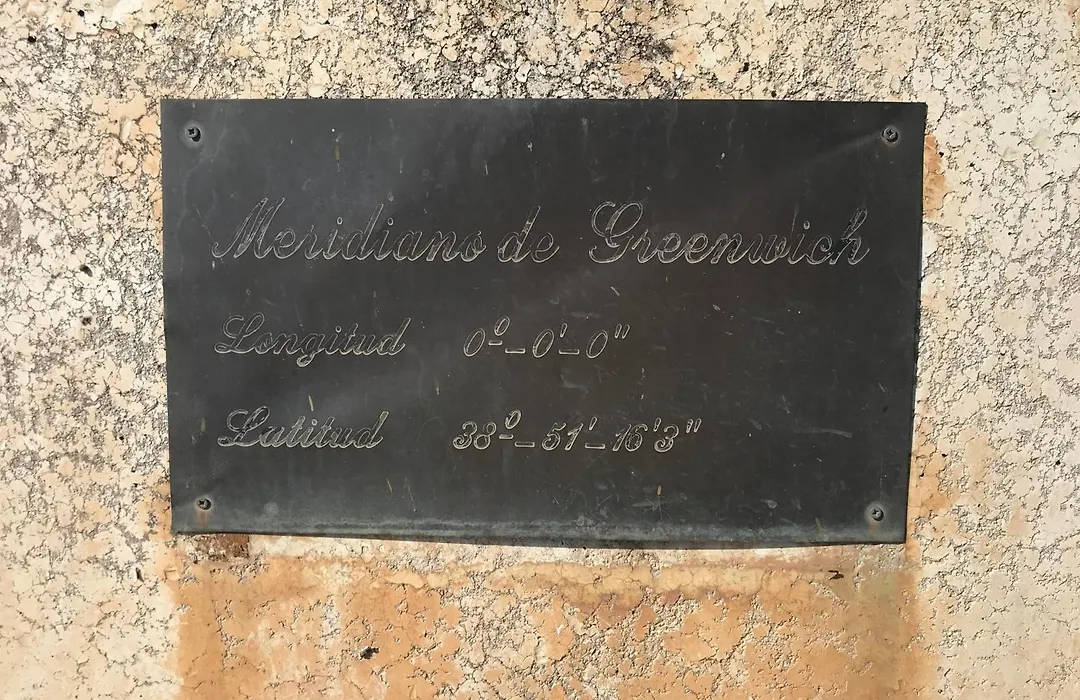 Meridiano de Greenwich
Longitud 0º-0'-0"
Latitud 38º-51'-16'3"